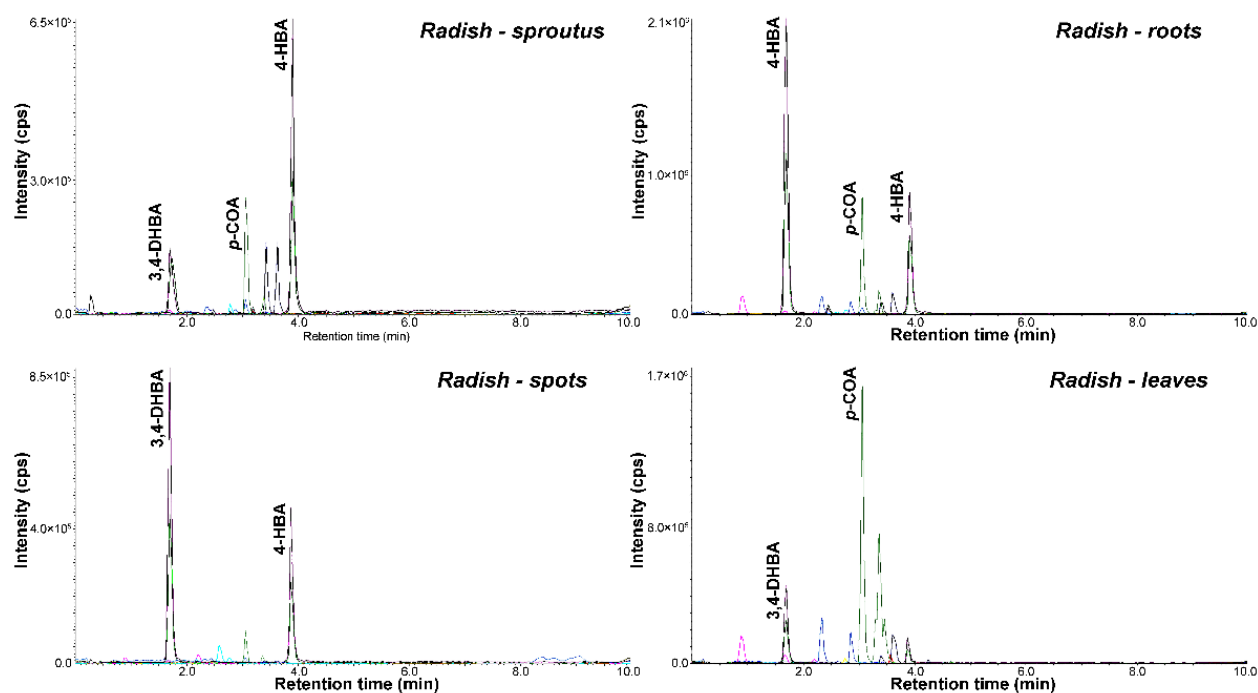 Radish - sproutus
6.5×10⁵
3.0×10⁵
0.0
Intensity (cps)
3,4-DHBA
p-COA
4-HBA
2.0 4.0 6.0 8.0 10.0
Retention time (min)
Radish - roots
2.1×10⁶
1.0×10⁶
0.0
Intensity (cps)
4-HBA
p-COA
4-HBA
2.0 4.0 6.0 8.0 10.0
Retention time (min)
Radish - spots
8.5×10⁵
4.0×10⁵
0.0
Intensity (cps)
3,4-DHBA
4-HBA
2.0 4.0 6.0 8.0 10.0
Retention time (min)
Radish - leaves
1.7×10⁶
8.0×10⁶
0.0
Intensity (cps)
3,4-DHBA
p-COA
2.0 4.0 6.0 8.0 10.0
Retention time (min)